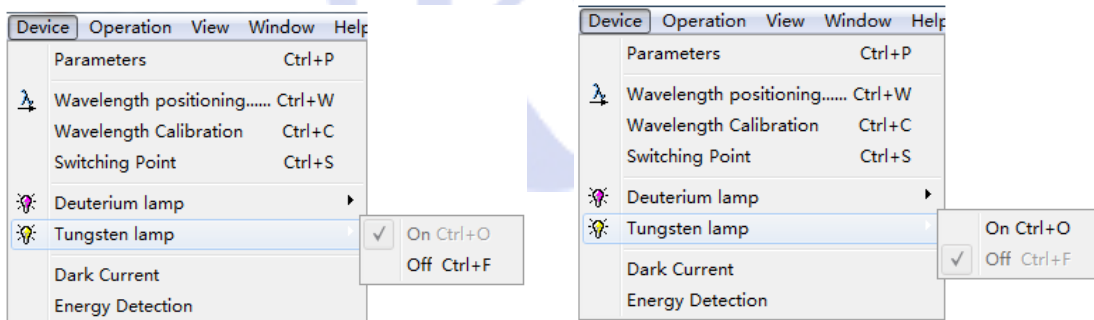 Device Operation View Window Help
Parameters Ctrl+P
Wavelength positioning...... Ctrl+W
Wavelength Calibration Ctrl+C
Switching Point Ctrl+S
Deuterium lamp
Tungsten lamp
On Ctrl+O
Off Ctrl+F
Dark Current
Energy Detection
Device Operation View Window Help
Parameters Ctrl+P
Wavelength positioning...... Ctrl+W
Wavelength Calibration Ctrl+C
Switching Point Ctrl+S
Deuterium lamp
Tungsten lamp
On Ctrl+O
Off Ctrl+F
Dark Current
Energy Detection